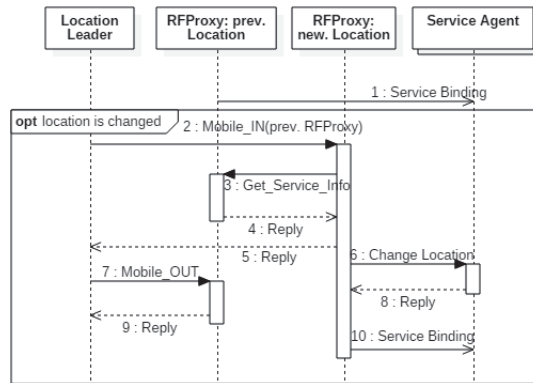 Location
Leader
RFProxy: prev.
Location
RFProxy:
new. Location
Service Agent
1 : Service Binding
opt location is changed
2 : Mobile_IN(prev. RFProxy)
3 : Get_Service_Info
4 : Reply
5 : Reply
6 : Change Location
7 : Mobile_OUT
8 : Reply
9 : Reply
10 : Service Binding